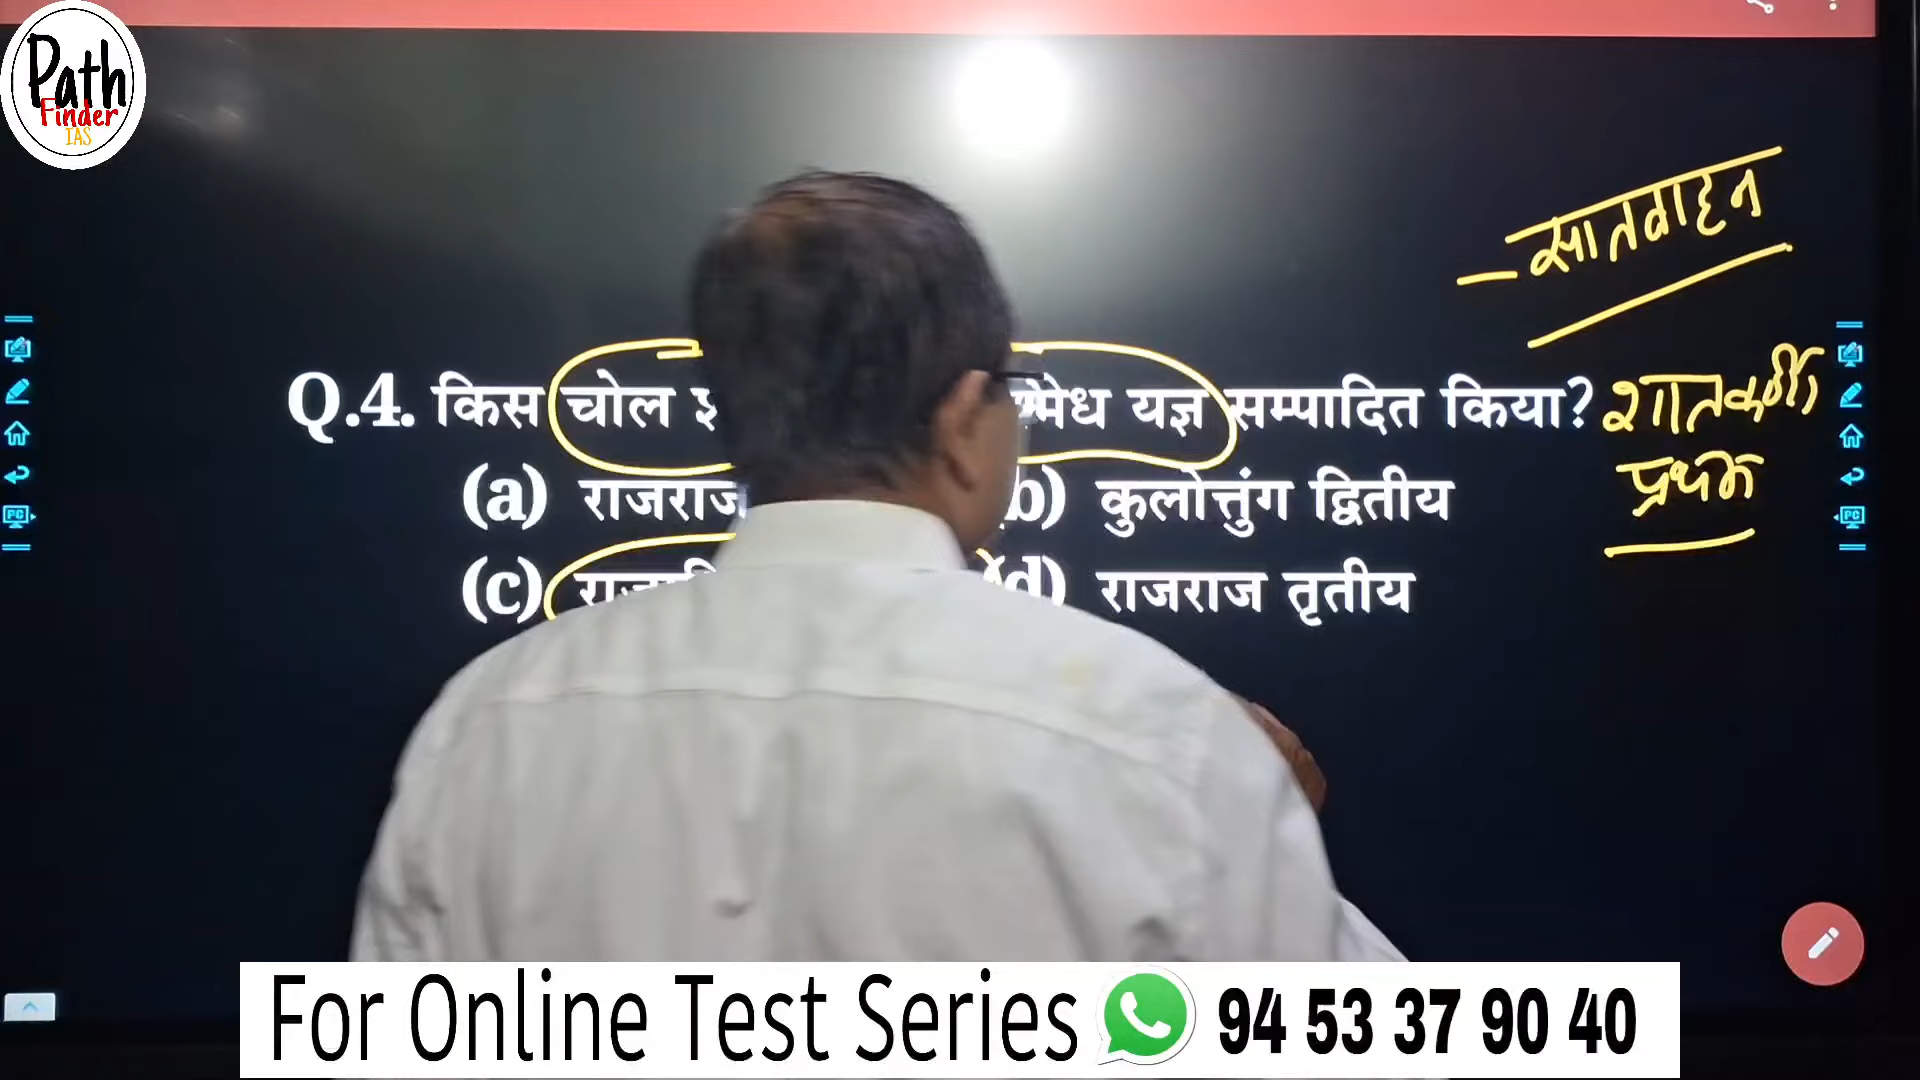 Path
Finder
IAS
सातवाहन
Q.4. किस चोल यज्ञ सम्पादित किया?
शातकर्णी
प्रथम
(a) राजराज (b) कुलोत्तुंग द्वितीय
(c) (d) राजराज तृतीय
For Online Test Series 94 53 37 90 40